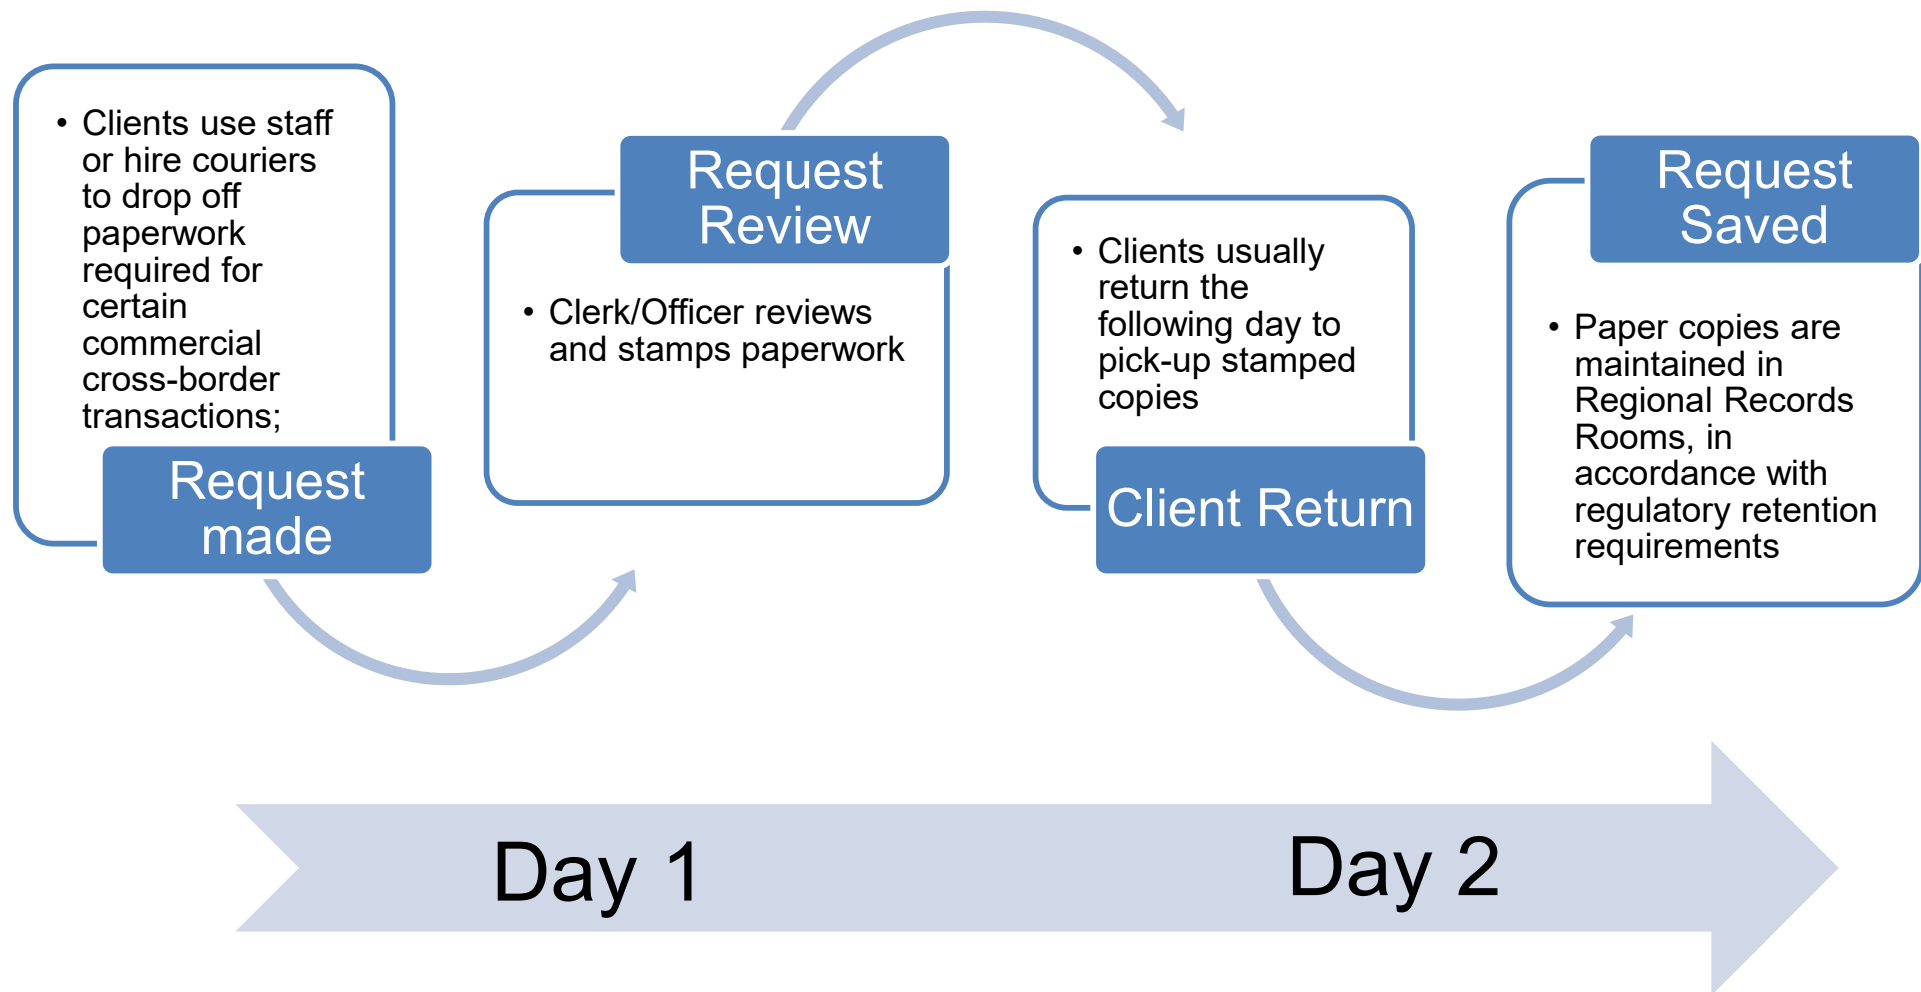 • Clients use staff
or hire couriers
to drop off
paperwork
required for
certain
commercial
cross-border
transactions;
Request
made
Request
Review
• Clerk/Officer reviews
and stamps paperwork
• Clients usually
return the
following day to
pick-up stamped
copies
Client Return
Request
Saved
• Paper copies are
maintained in
Regional Records
Rooms, in
accordance with
regulatory retention
requirements
Day 1
Day 2